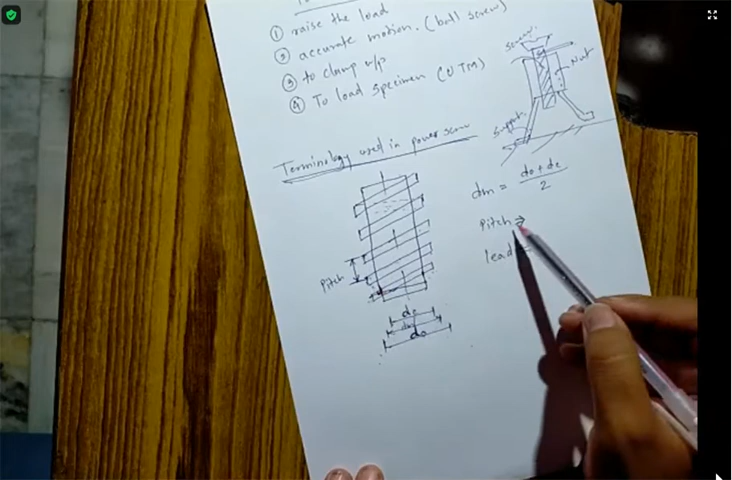 ① raise the load
② accurate motion. (ball screw)
③ to clamp w/p
④ To load specimen (UTM)
Screw
Nut
Support
Terminology used in power screw
dm = do + dc
2
Pitch →
lead
Pitch
dc
dm
do